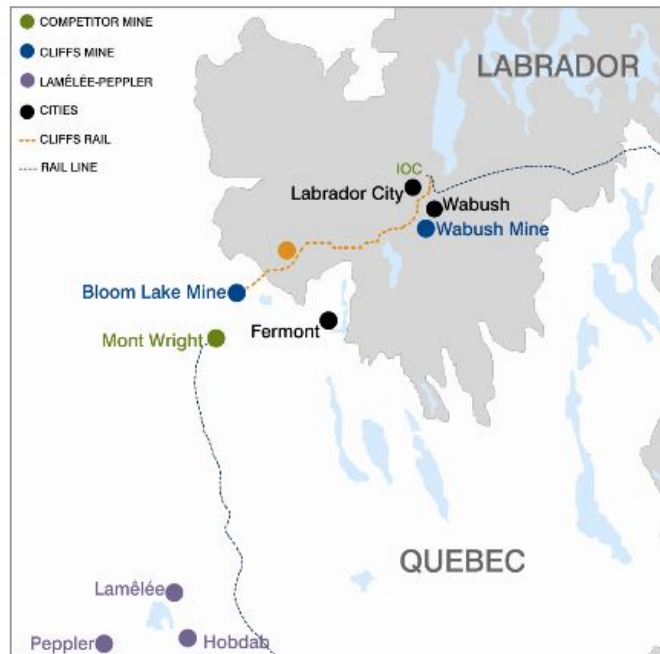 COMPETITOR MINE
CLIFFS MINE
LAMÊLÉE-PEPPLER
CITIES
CLIFFS RAIL
RAIL LINE
LABRADOR
IOC
Labrador City
Wabush
Wabush Mine
Bloom Lake Mine
Fermont
Mont Wright
QUEBEC
Lamêlée
Peppler
Hobdab